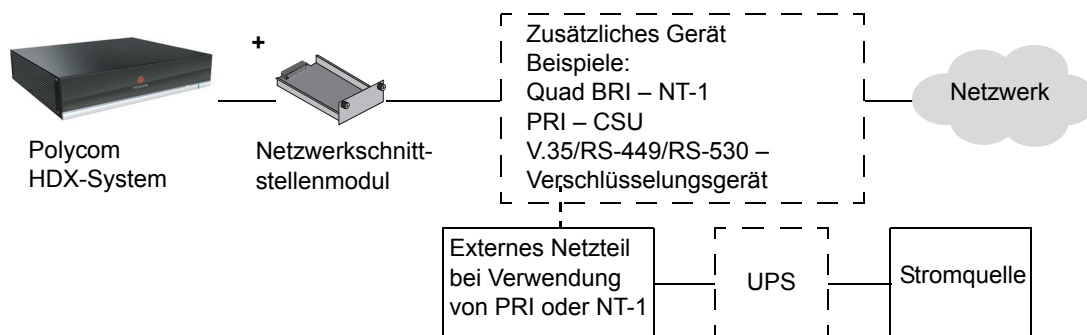 +
Polycom
HDX-System
Netzwerkschnitt-
stellenmodul
Zusätzliches Gerät
Beispiele:
Quad BRI – NT-1
PRI – CSU
V.35/RS-449/RS-530 –
Verschlüsselungsgerät
Netzwerk
Externes Netzteil
bei Verwendung
von PRI oder NT-1
UPS
Stromquelle